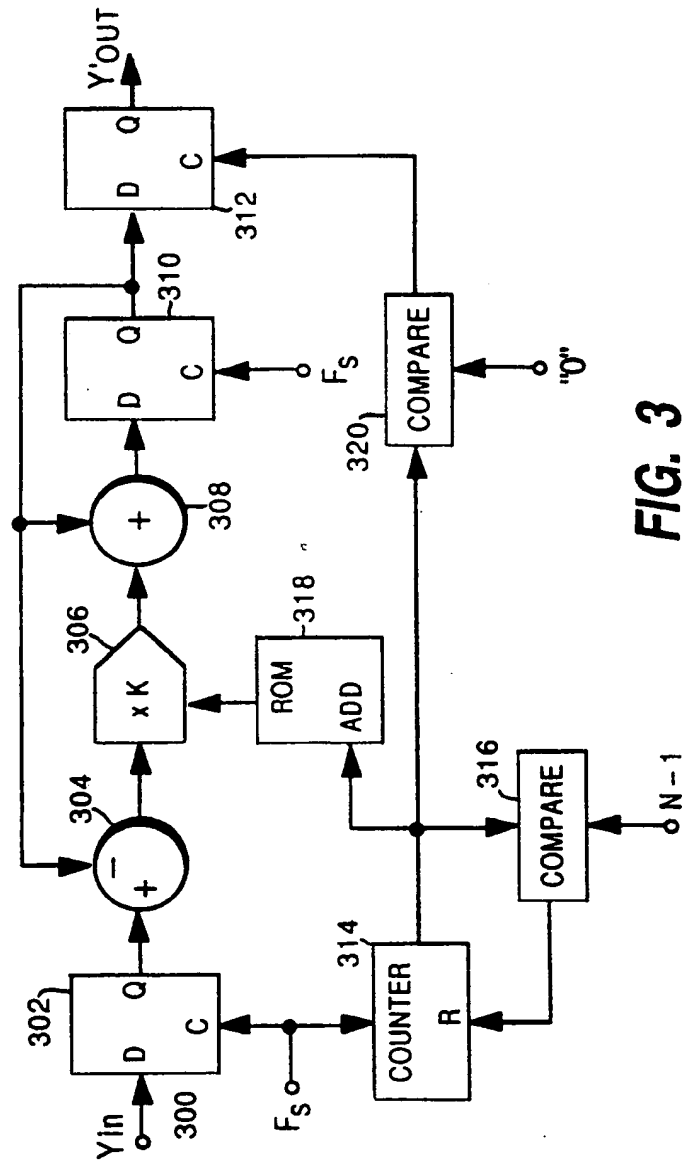 Yin
300
302
D
Q
C
304
+
−
306
x K
+
308
D
Q
C
310
Fs
D
Q
C
312
Y'OUT
ROM
318
ADD
Fs
314
COUNTER
R
316
COMPARE
N-1
320
COMPARE
"0"
FIG. 3